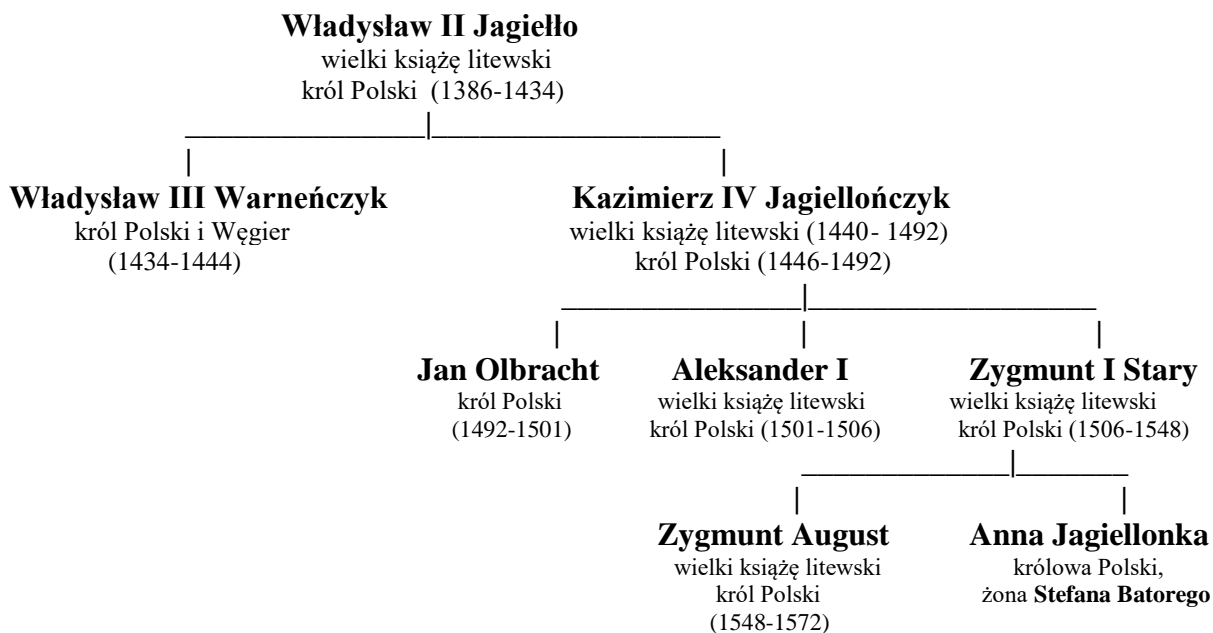 Władysław II Jagiełło
wielki książę litewski
król Polski (1386-1434)
Władysław III Warneńczyk
król Polski i Węgier
(1434-1444)
Kazimierz IV Jagiellończyk
wielki książę litewski (1440- 1492)
król Polski (1446-1492)
Jan Olbracht
król Polski
(1492-1501)
Aleksander I
wielki książę litewski
król Polski (1501-1506)
Zygmunt I Stary
wielki książę litewski
król Polski (1506-1548)
Zygmunt August
wielki książę litewski
król Polski
(1548-1572)
Anna Jagiellonka
królowa Polski,
żona Stefana Batorego